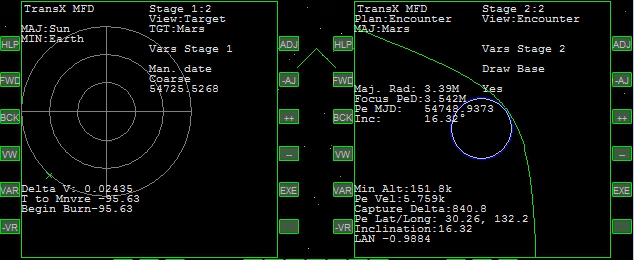 TransX MFD Stage 1:2
View:Target
MAJ:Sun TGT:Mars
MIN:Earth
Vars Stage 1
Man. date
Coarse
54725.5268
Delta V: 0.02435
T to Mnvre -95.63
Begin Burn-95.63
HLP
FWD
BCK
VW
VAR
-VR
ADJ
-AJ
++
--
EXE
TransX MFD Stage 2:2
Plan:Encounter View:Encounter
MAJ:Mars
Vars Stage 2
Draw Base
Maj. Rad: 3.39M Yes
Focus PeD:3.542M
Pe MJD: 54748.9373
Inc: 16.32°
Min Alt:151.8k
Pe Vel:5.759k
Capture Delta:840.8
Pe Lat/Long: 30.26, 132.2
Inclination:16.32
LAN -0.9884
HLP
FWD
BCK
VW
VAR
-VR
ADJ
-AJ
++
--
EXE